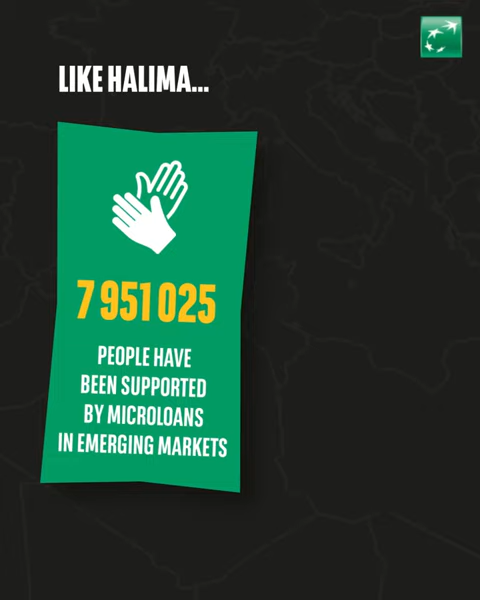 LIKE HALIMA...
7 951 025
PEOPLE HAVE
BEEN SUPPORTED
BY MICROLOANS
IN EMERGING MARKETS